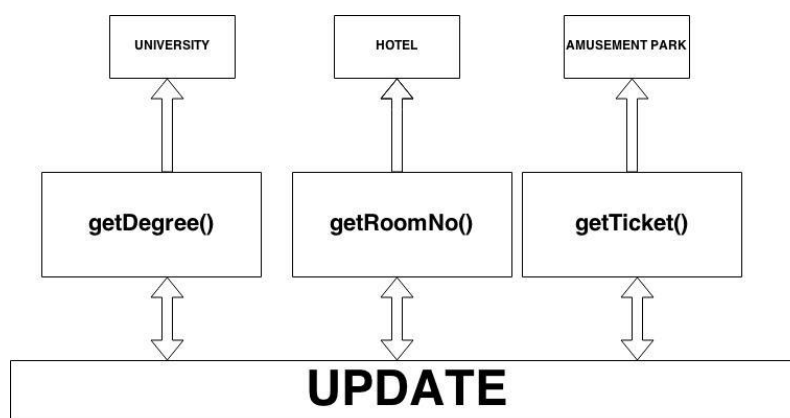 UNIVERSITY
HOTEL
AMUSEMENT PARK
getDegree()
getRoomNo()
getTicket()
UPDATE